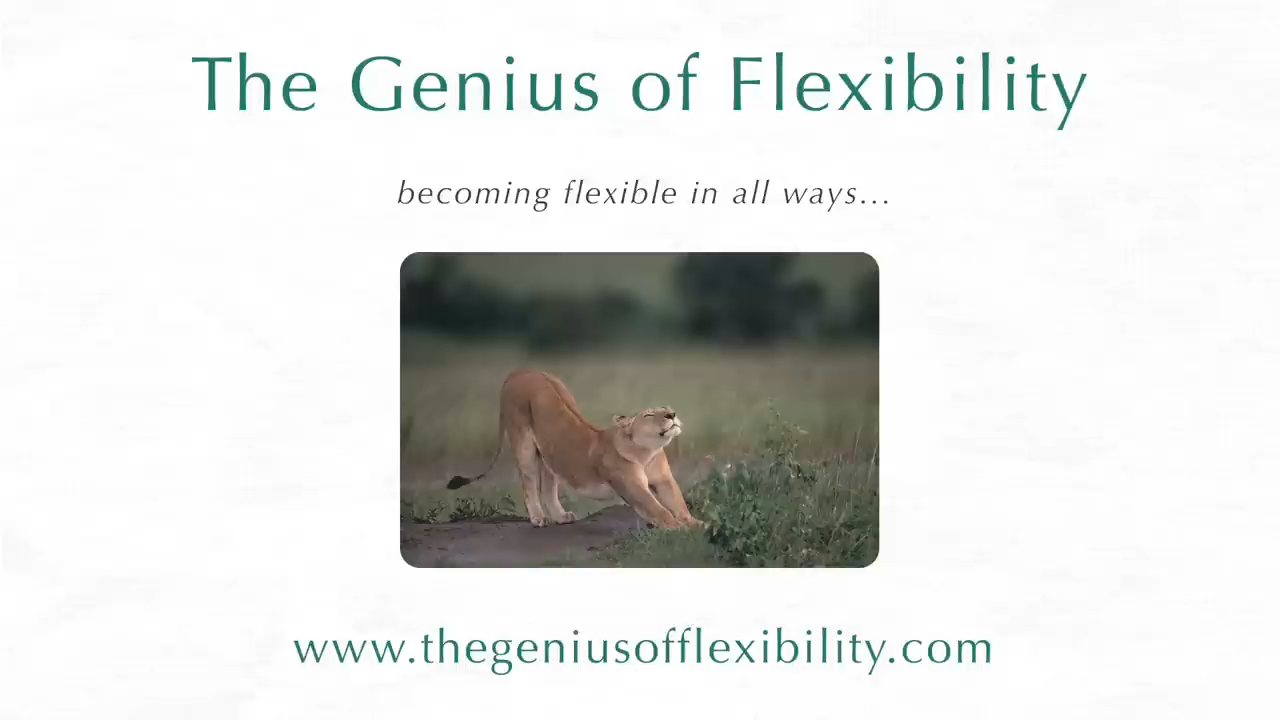 The Genius of Flexibility
becoming flexible in all ways...
www.thegeniusofflexibility.com